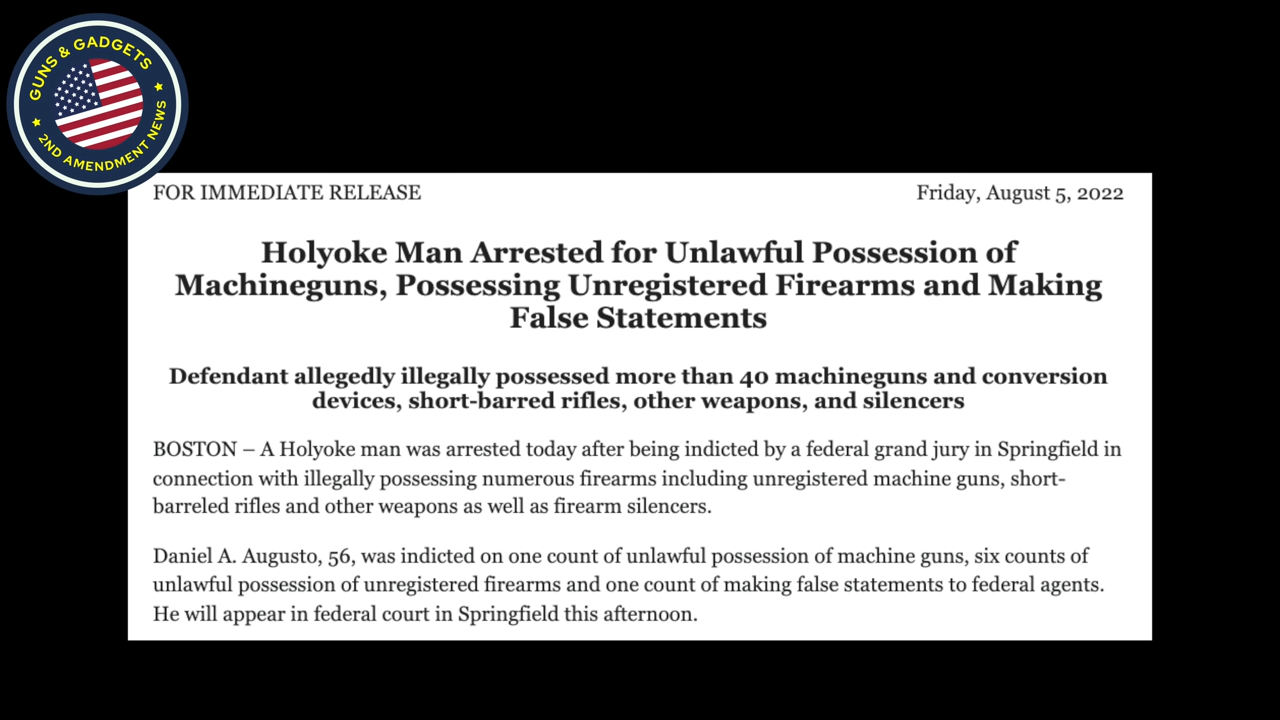 GUNS & GADGETS
2ND AMENDMENT NEWS
FOR IMMEDIATE RELEASE
Friday, August 5, 2022
Holyoke Man Arrested for Unlawful Possession of
Machineguns, Possessing Unregistered Firearms and Making
False Statements
Defendant allegedly illegally possessed more than 40 machineguns and conversion
devices, short-barred rifles, other weapons, and silencers
BOSTON – A Holyoke man was arrested today after being indicted by a federal grand jury in Springfield in
connection with illegally possessing numerous firearms including unregistered machine guns, short-
barreled rifles and other weapons as well as firearm silencers.
Daniel A. Augusto, 56, was indicted on one count of unlawful possession of machine guns, six counts of
unlawful possession of unregistered firearms and one count of making false statements to federal agents.
He will appear in federal court in Springfield this afternoon.